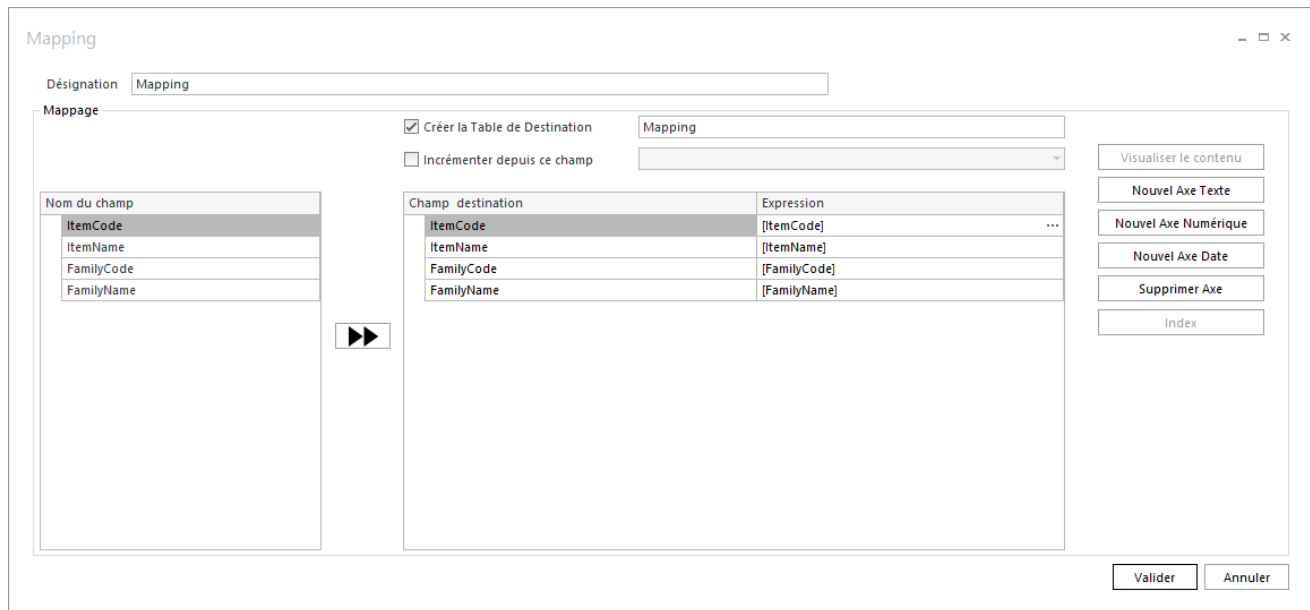 Mapping
Désignation Mapping
Mappage
Créer la Table de Destination Mapping
Incrémenter depuis ce champ
Visualiser le contenu
Nouvel Axe Texte
Nouvel Axe Numérique
Nouvel Axe Date
Supprimer Axe
Index
Nom du champ
ItemCode
ItemName
FamilyCode
FamilyName
Champ destination Expression
ItemCode [ItemCode] ...
ItemName [ItemName]
FamilyCode [FamilyCode]
FamilyName [FamilyName]
Valider Annuler